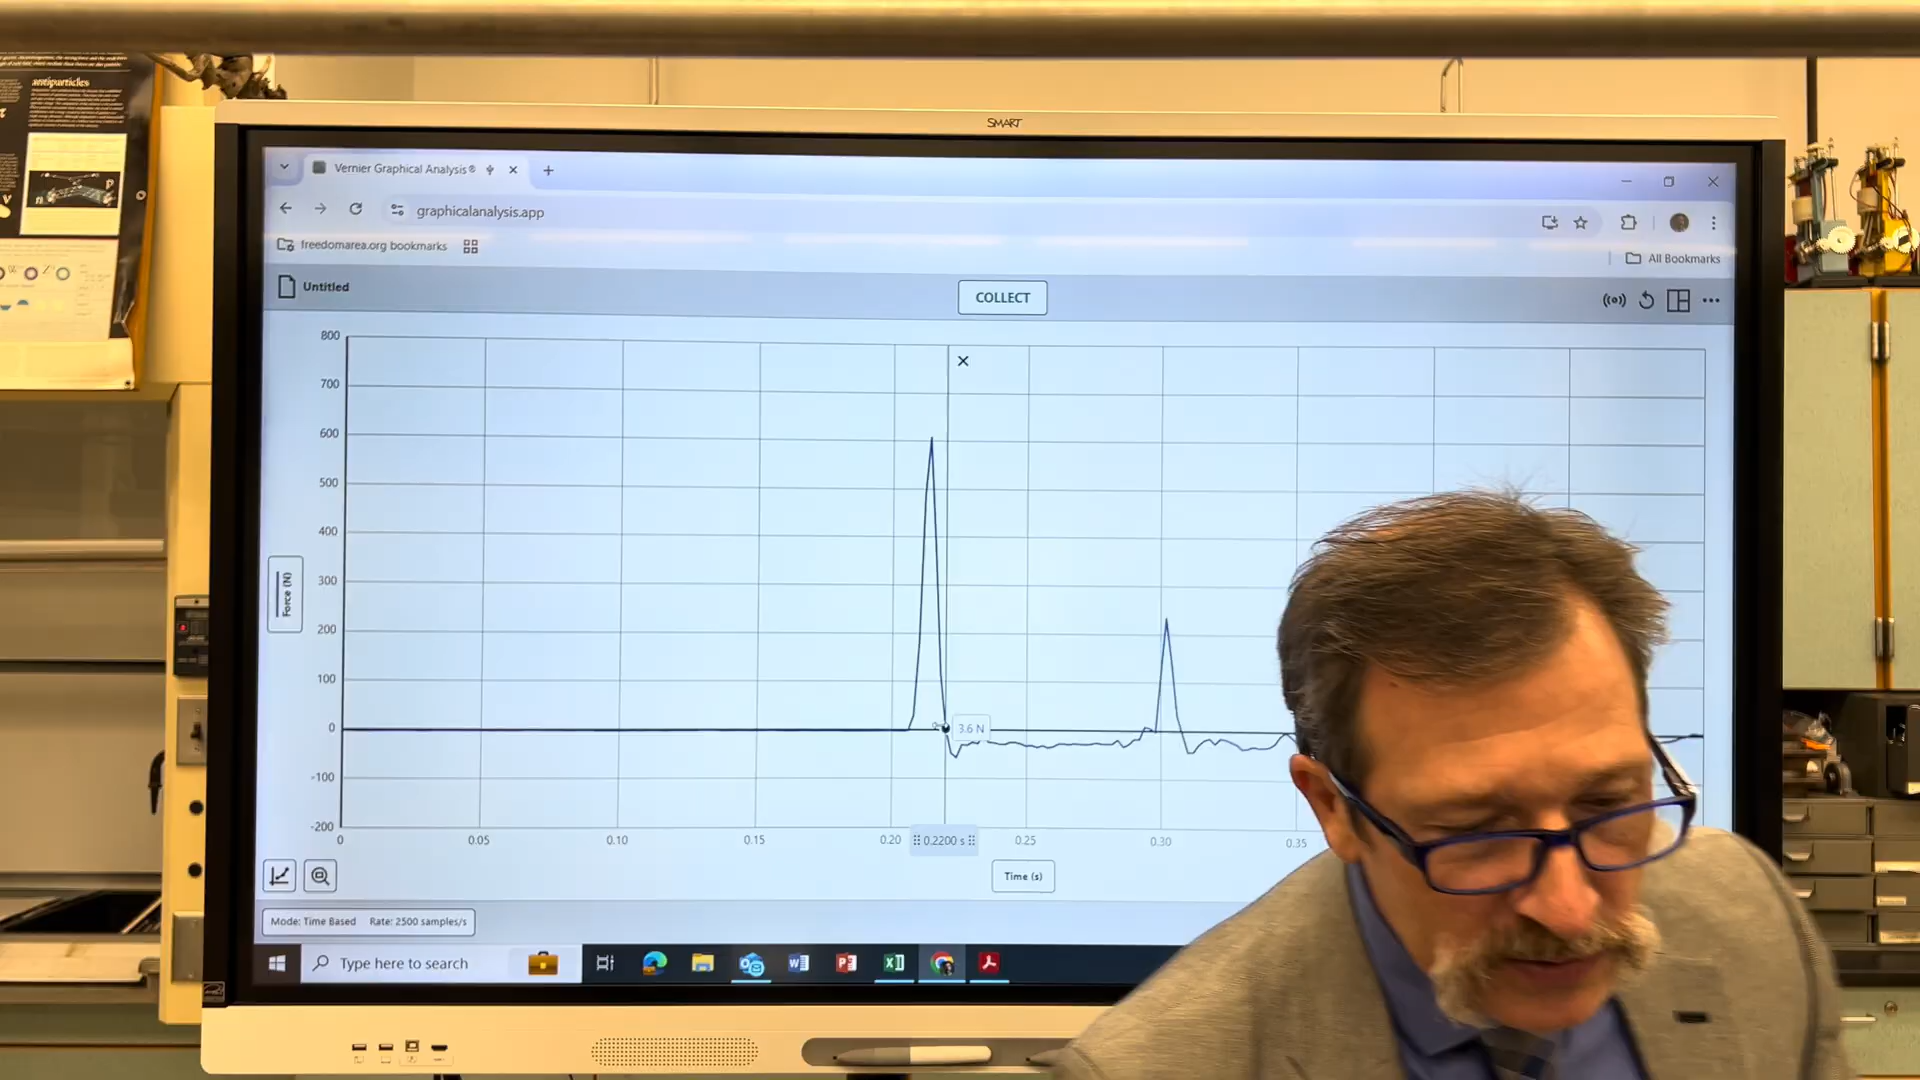 antiparticles
SMART
Vernier Graphical Analysis®
graphicalanalysis.app
freedomarea.org bookmarks
All Bookmarks
Untitled
COLLECT
800
700
600
500
400
300
200
100
0
-100
-200
Force (N)
3.6 N
0
0.05
0.10
0.15
0.20
0.2200 s
0.25
0.30
0.35
Time (s)
Mode: Time Based Rate: 2500 samples/s
Type here to search